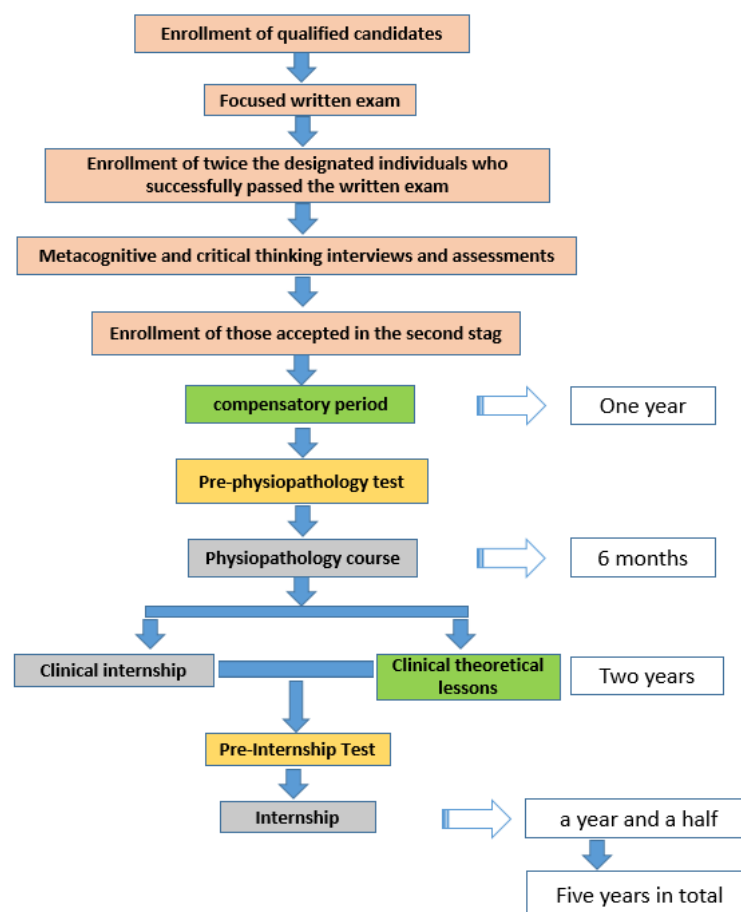 Enrollment of qualified candidates
Focused written exam
Enrollment of twice the designated individuals who
successfully passed the written exam
Metacognitive and critical thinking interviews and assessments
Enrollment of those accepted in the second stag
compensatory period
One year
Pre-physiopathology test
Physiopathology course
6 months
Clinical internship
Clinical theoretical
lessons
Two years
Pre-Internship Test
Internship
a year and a half
Five years in total